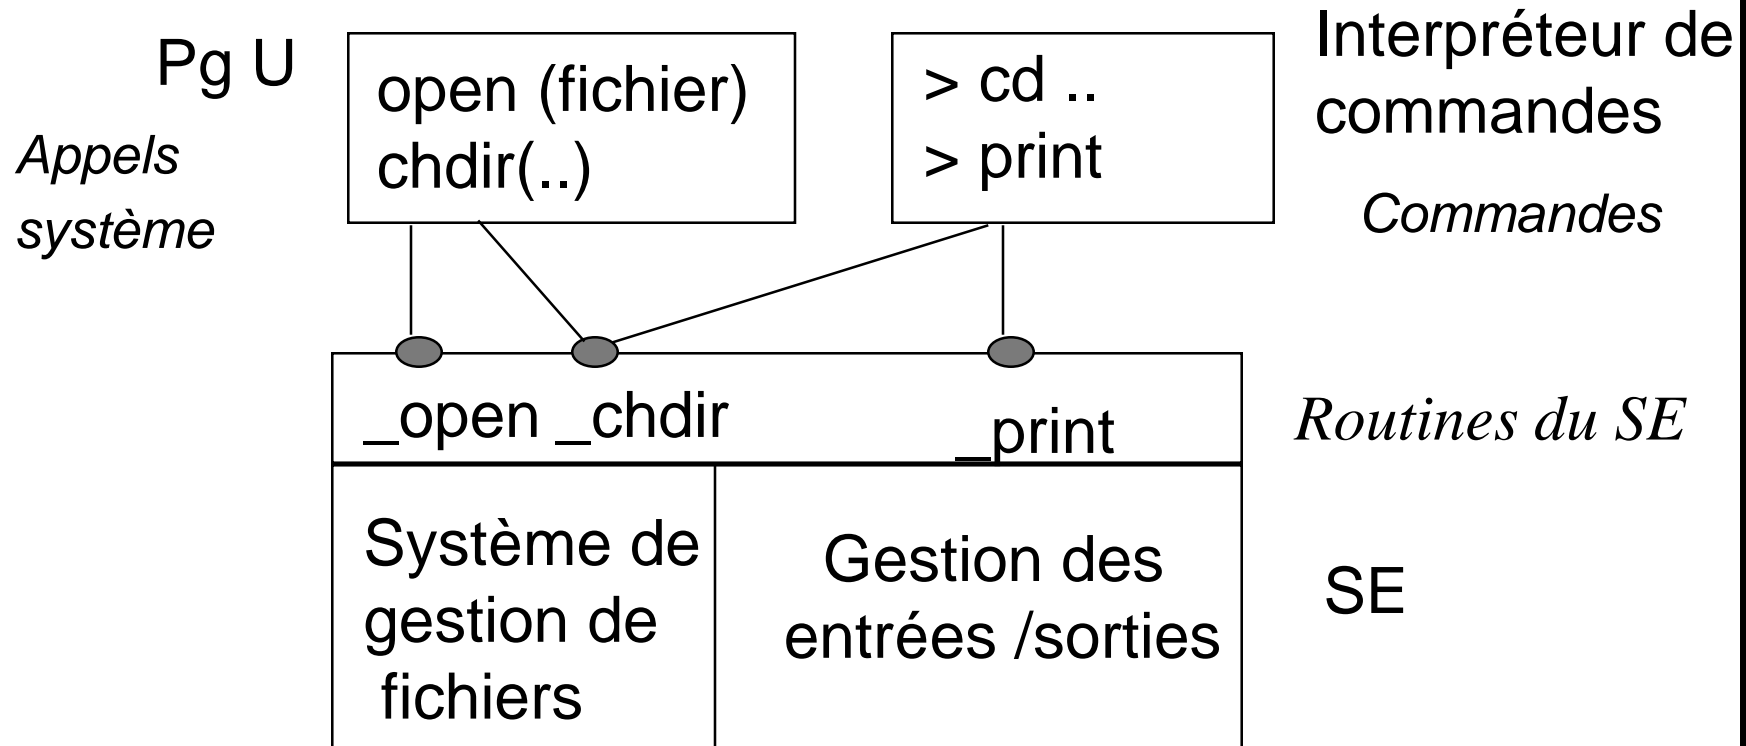 Pg U
Appels
système
open (fichier)
chdir(..)
> cd ..
> print
Interpréteur de
commandes
Commandes
_open _chdir
_print
Routines du SE
Système de
gestion de
fichiers
Gestion des
entrées /sorties
SE